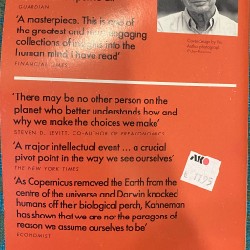 GUARDIAN
'A masterpiece. This is one of
the greatest and most engaging
collections of insights into the
human mind I have read'
FINANCIAL TIMES
'There may be no other person on the
planet who better understands how and
why we make the choices we make'
STEVEN D. LEVITT, CO-AUTHOR OF FREAKONOMICS
'A major intellectual event ... a crucial
pivot point in the way we see ourselves'
THE NEW YORK TIMES
'As Copernicus removed the Earth from the
centre of the universe and Darwin knocked
humans off their biological perch, Kahneman
has shown that we are not the paragons of
reason we assume ourselves to be'
ECONOMIST
AKO